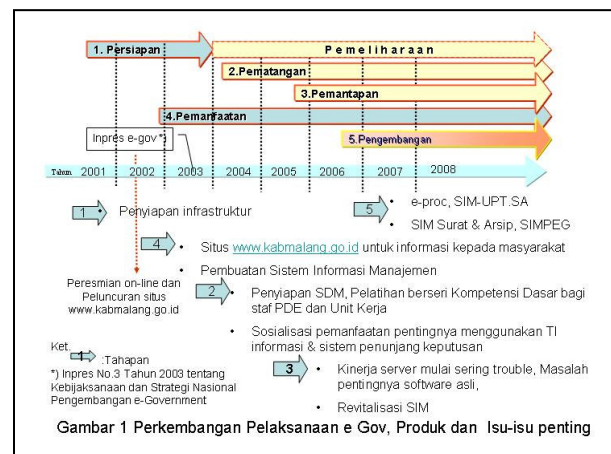 1. Persiapan
Pemeliharaan
2.Pematangan
3.Pemantapan
4.Pemanfaatan
Inpres e-gov *)
5.Pengembangan
Tahun 2001 2002 2003 2004 2005 2006 2007 2008
1 • Penyiapan infrastruktur
5 • e-proc, SIM-UPT.SA
• SIM Surat & Arsip, SIMPEG
4 • Situs www.kabmalang.go.id untuk informasi kepada masyarakat
• Pembuatan Sistem Informasi Manajemen
Peresmian on-line dan
Peluncuran situs
www.kabmalang.go.id
2 • Penyiapan SDM, Pelatihan berseri Kompetensi Dasar bagi
staf PDE dan Unit Kerja
• Sosialisasi pemanfaatan pentingnya menggunakan TI
informasi & sistem penunjang keputusan
Ket.
1 :Tahapan
*) Inpres No.3 Tahun 2003 tentang
Kebijaksanaan dan Strategi Nasional
Pengembangan e-Government
3 • Kinerja server mulai sering trouble, Masalah
pentingnya software asli,
• Revitalisasi SIM
Gambar 1 Perkembangan Pelaksanaan e Gov, Produk dan Isu-isu penting